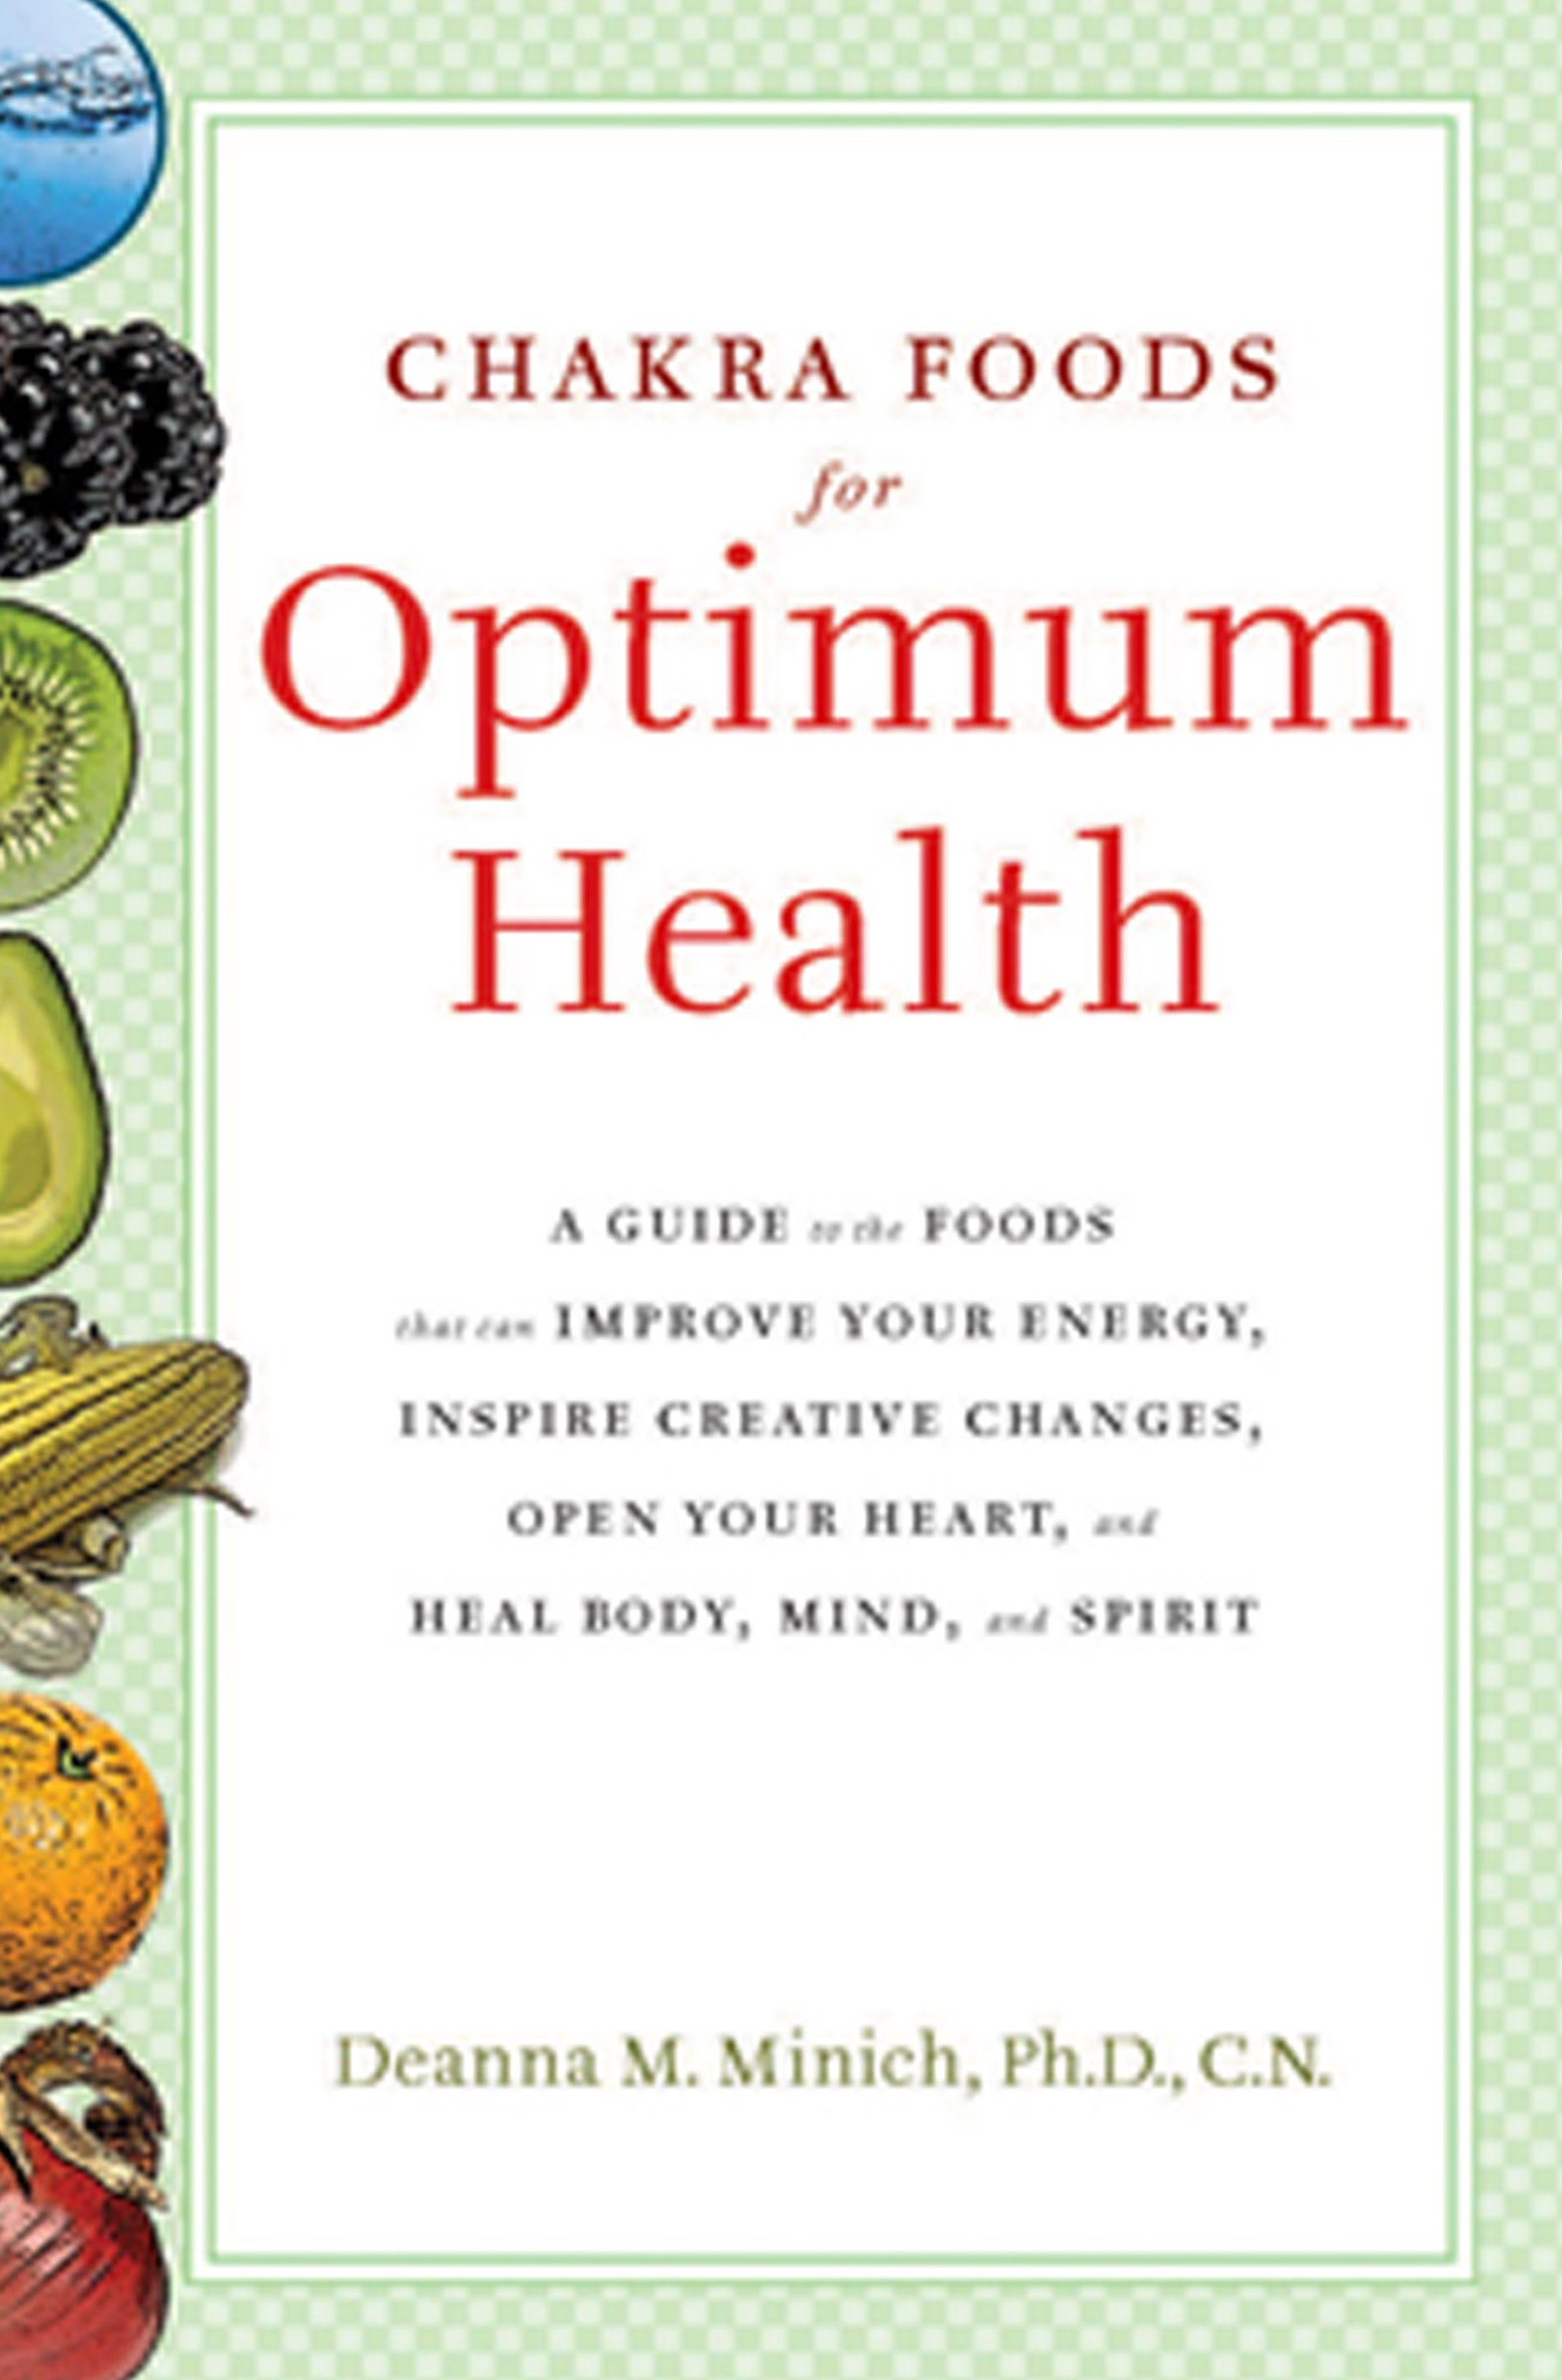 CHAKRA FOODS
for
Optimum
Health
A GUIDE to the FOODS
that can IMPROVE YOUR ENERGY,
INSPIRE CREATIVE CHANGES,
OPEN YOUR HEART, and
HEAL BODY, MIND, and SPIRIT
Deanna M. Minich, Ph.D., C.N.